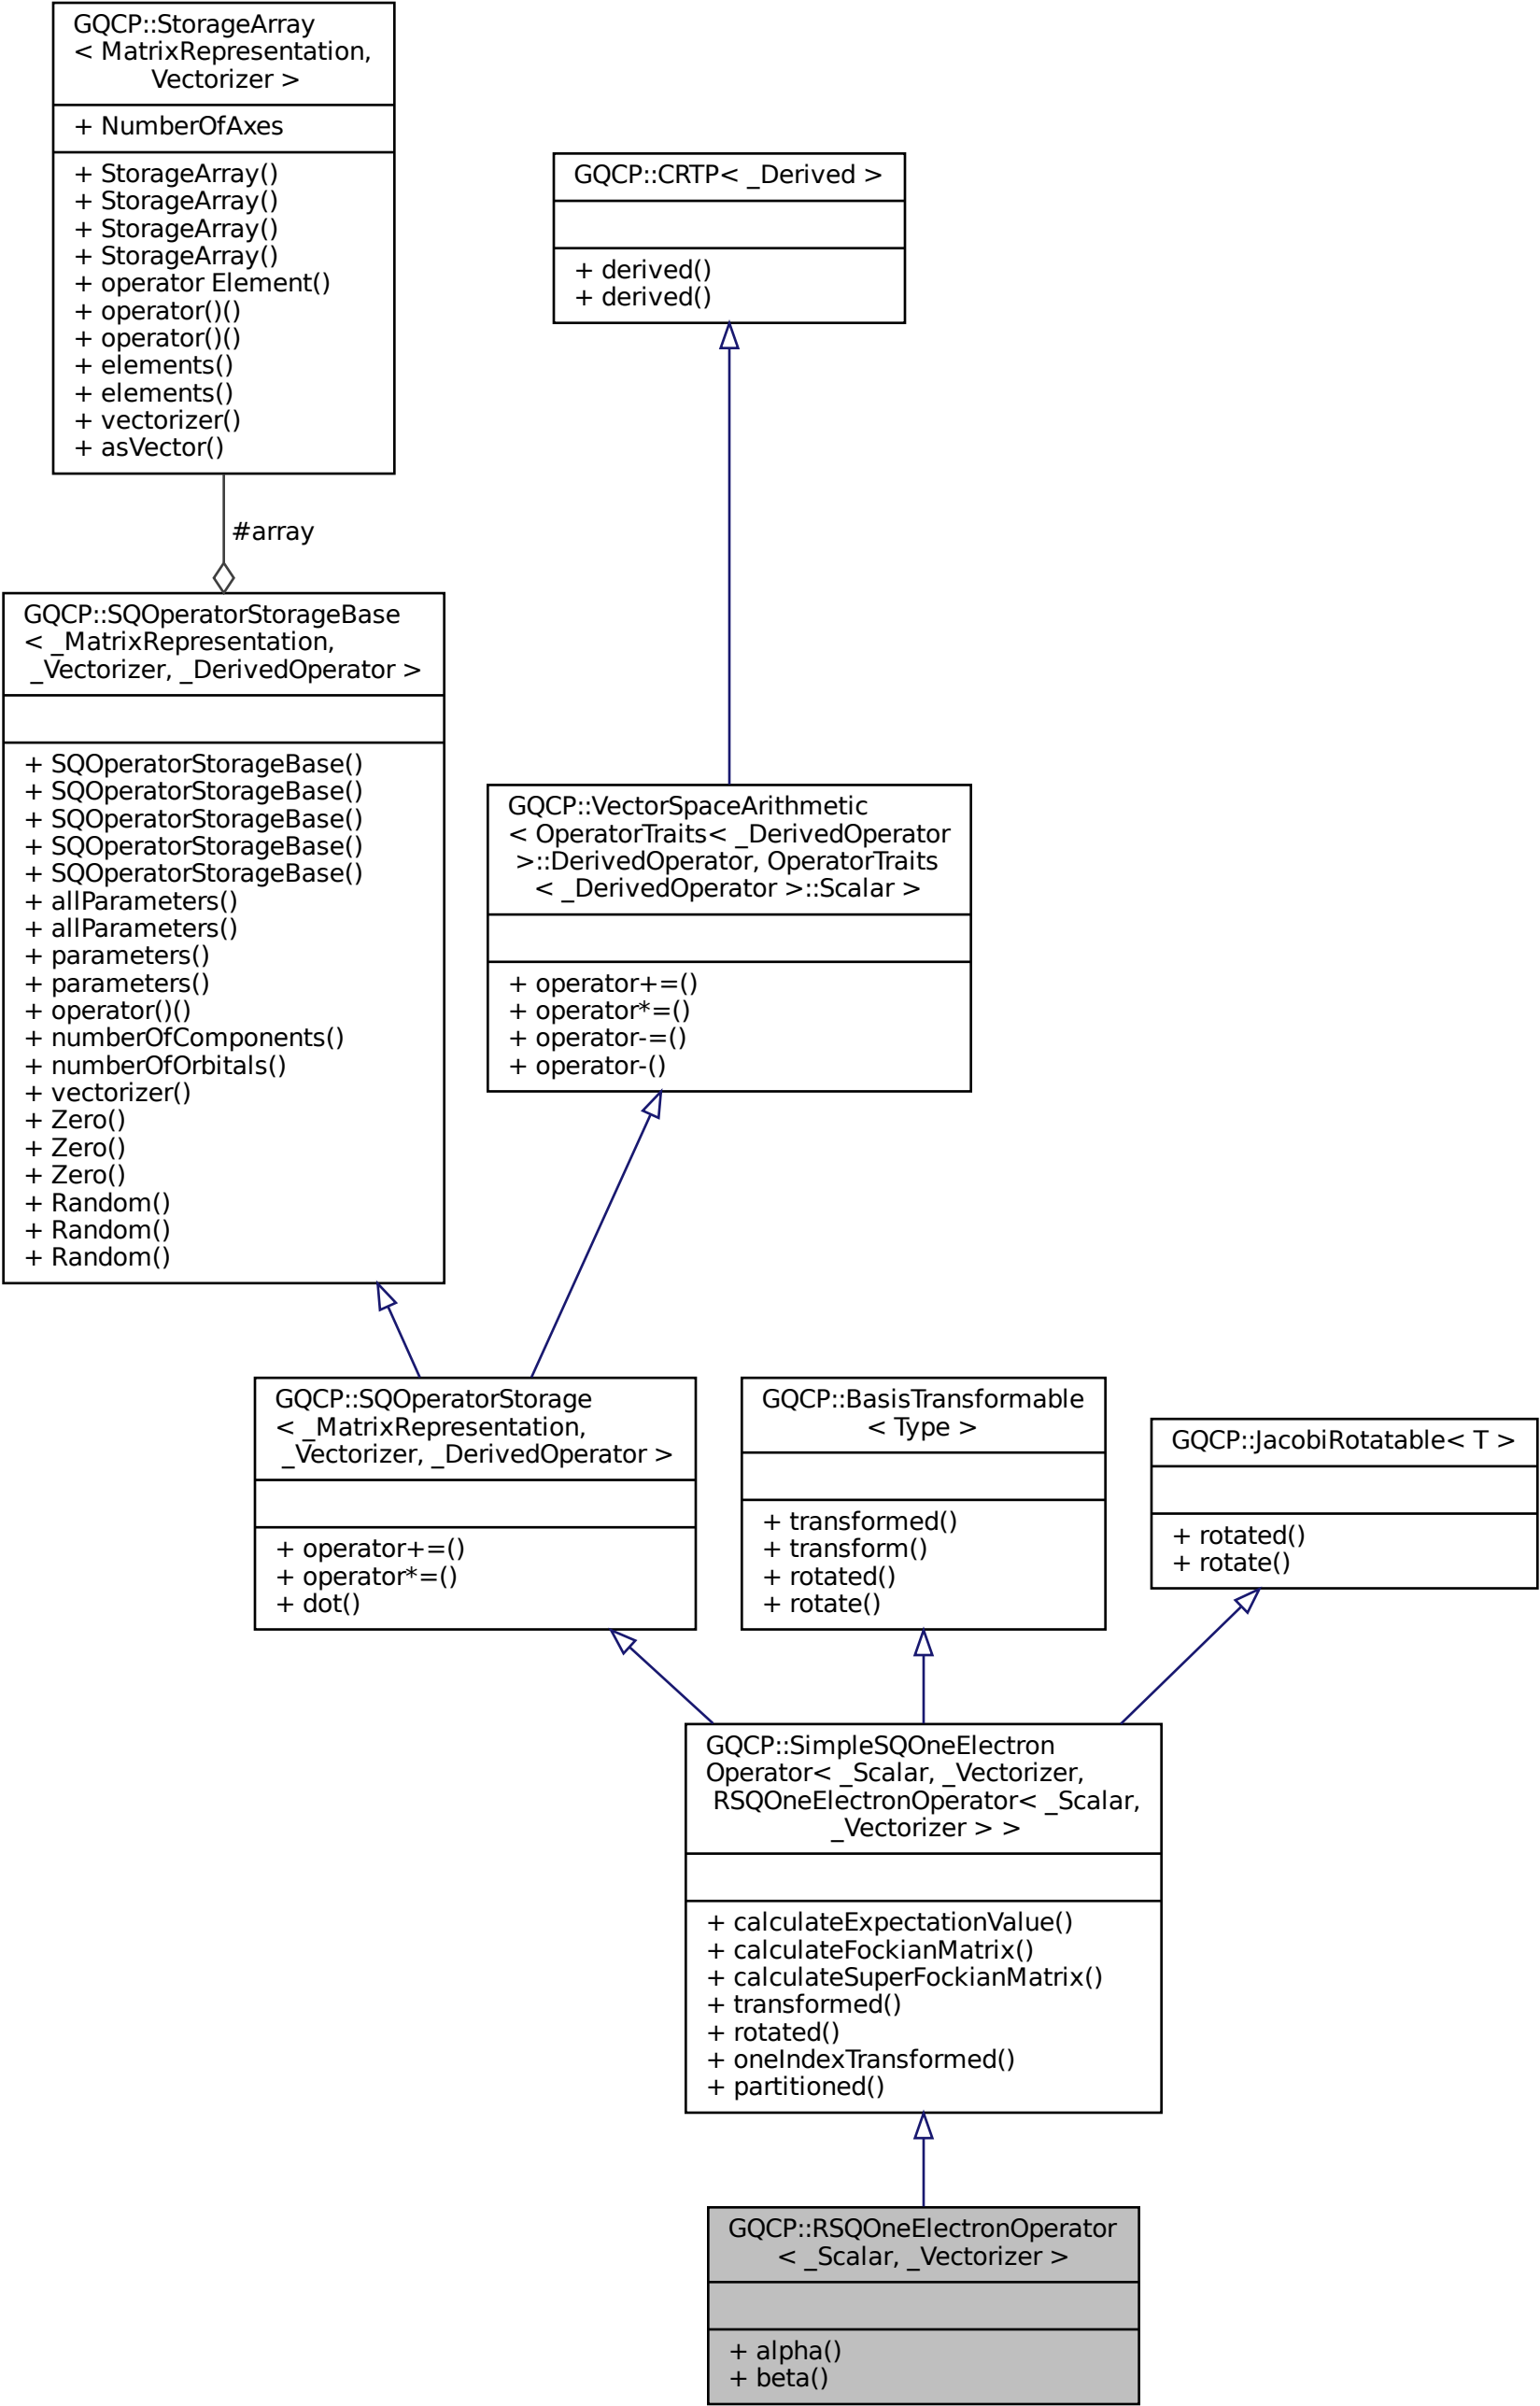 GQCP::StorageArray
< MatrixRepresentation,
Vectorizer >
+ NumberOfAxes
+ StorageArray()
+ StorageArray()
+ StorageArray()
+ StorageArray()
+ operator Element()
+ operator()()
+ operator()()
+ elements()
+ elements()
+ vectorizer()
+ asVector()
GQCP::CRTP< _Derived >
+ derived()
+ derived()
#array
GQCP::SQOperatorStorageBase
< _MatrixRepresentation,
_Vectorizer, _DerivedOperator >
+ SQOperatorStorageBase()
+ SQOperatorStorageBase()
+ SQOperatorStorageBase()
+ SQOperatorStorageBase()
+ SQOperatorStorageBase()
+ allParameters()
+ allParameters()
+ parameters()
+ parameters()
+ operator()()
+ numberOfComponents()
+ numberOfOrbitals()
+ vectorizer()
+ Zero()
+ Zero()
+ Zero()
+ Random()
+ Random()
+ Random()
GQCP::VectorSpaceArithmetic
< OperatorTraits< _DerivedOperator
>::DerivedOperator, OperatorTraits
< _DerivedOperator >::Scalar >
+ operator+=()
+ operator*=()
+ operator-=()
+ operator-()
GQCP::SQOperatorStorage
< _MatrixRepresentation,
_Vectorizer, _DerivedOperator >
+ operator+=()
+ operator*=()
+ dot()
GQCP::BasisTransformable
< Type >
+ transformed()
+ transform()
+ rotated()
+ rotate()
GQCP::JacobiRotatable< T >
+ rotated()
+ rotate()
GQCP::SimpleSQOneElectron
Operator< _Scalar, _Vectorizer,
RSQOneElectronOperator< _Scalar,
_Vectorizer > >
+ calculateExpectationValue()
+ calculateFockianMatrix()
+ calculateSuperFockianMatrix()
+ transformed()
+ rotated()
+ oneIndexTransformed()
+ partitioned()
GQCP::RSQOneElectronOperator
< _Scalar, _Vectorizer >
+ alpha()
+ beta()